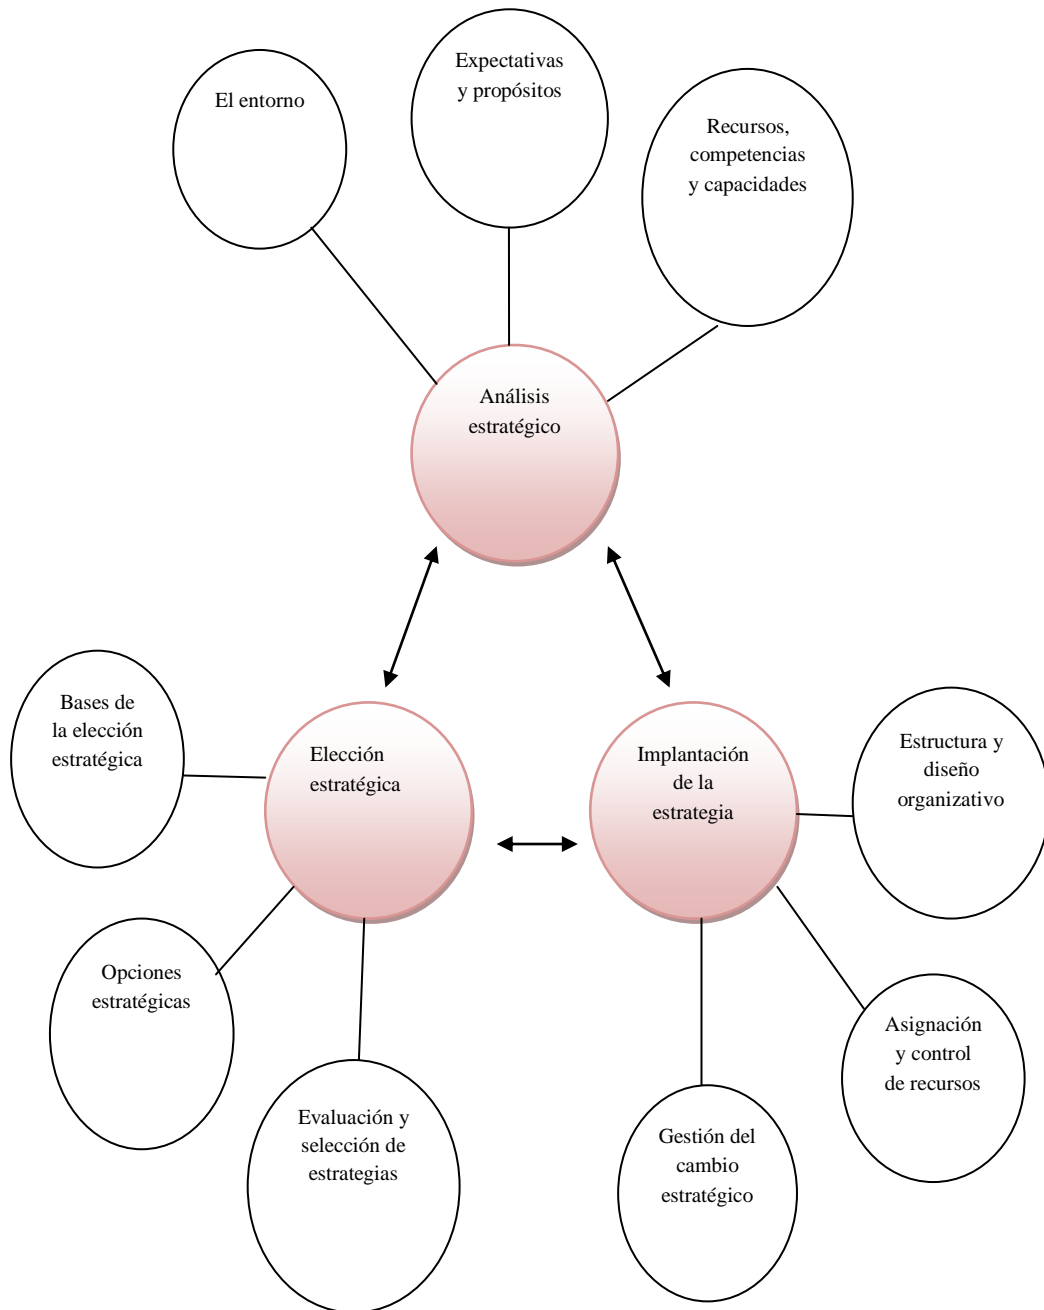 El entorno
Expectativas
y propósitos
Recursos,
competencias
y capacidades
Análisis
estratégico
Bases de
la elección
estratégica
Elección
estratégica
Implantación
de la
estrategia
Estructura y
diseño
organizativo
Opciones
estratégicas
Asignación
y control
de recursos
Evaluación y
selección de
estrategias
Gestión del
cambio
estratégico